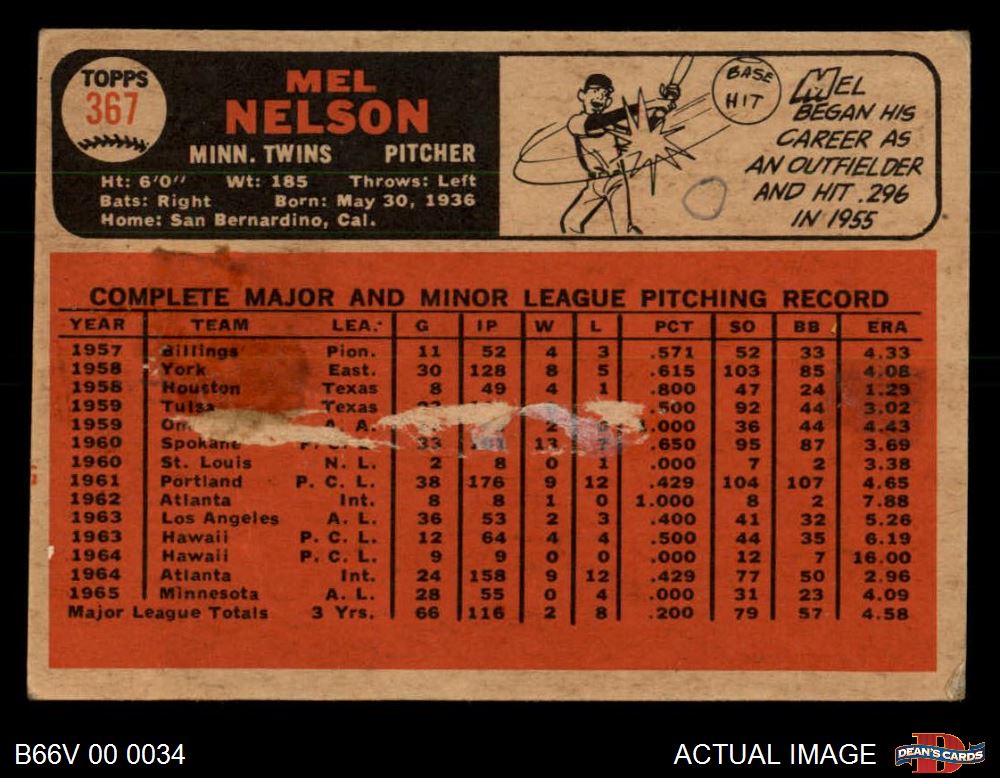 TOPPS
367
MEL
NELSON
MINN. TWINS PITCHER
Ht: 6'0" Wt: 185 Throws: Left
Bats: Right Born: May 30, 1936
Home: San Bernardino, Cal.
BASE
HIT
MEL
BEGAN HIS
CAREER AS
AN OUTFIELDER
AND HIT .296
IN 1955
COMPLETE MAJOR AND MINOR LEAGUE PITCHING RECORD
YEAR TEAM LEA. G IP W L PCT SO BB ERA
1957 Billings Pion. 11 52 4 3 .571 52 33 4.33
1958 York East. 30 128 8 5 .615 103 85 4.08
1958 Houston Texas 8 49 4 1 .800 47 24 1.29
1959 Tulsa Texas .500 92 44 3.02
1959 A. 2 .000 36 44 4.43
1960 Spokane 33 13 7 .650 95 87 3.69
1960 St. Louis N. L. 2 8 0 1 .000 7 2 3.38
1961 Portland P. C. L. 38 176 9 12 .429 104 107 4.65
1962 Atlanta Int. 8 8 1 0 1.000 8 2 7.88
1963 Los Angeles A. L. 36 53 2 3 .400 41 32 5.26
1963 Hawaii P. C. L. 12 64 4 4 .500 44 35 6.19
1964 Hawaii P. C. L. 9 9 0 0 .000 12 7 16.00
1964 Atlanta Int. 24 158 9 12 .429 77 50 2.96
1965 Minnesota A. L. 28 55 0 4 .000 31 23 4.09
Major League Totals 3 Yrs. 66 116 2 8 .200 79 57 4.58
B66V 00 0034
ACTUAL IMAGE
DEAN'S CARDS